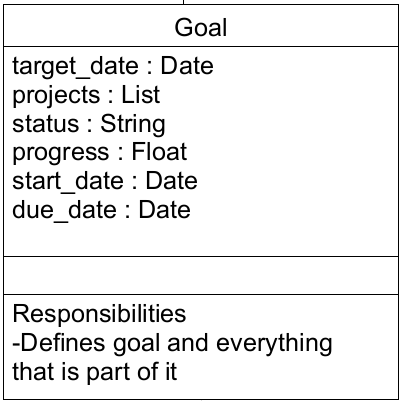 Goal
target_date : Date
projects : List
status : String
progress : Float
start_date : Date
due_date : Date
Responsibilities
-Defines goal and everything
that is part of it